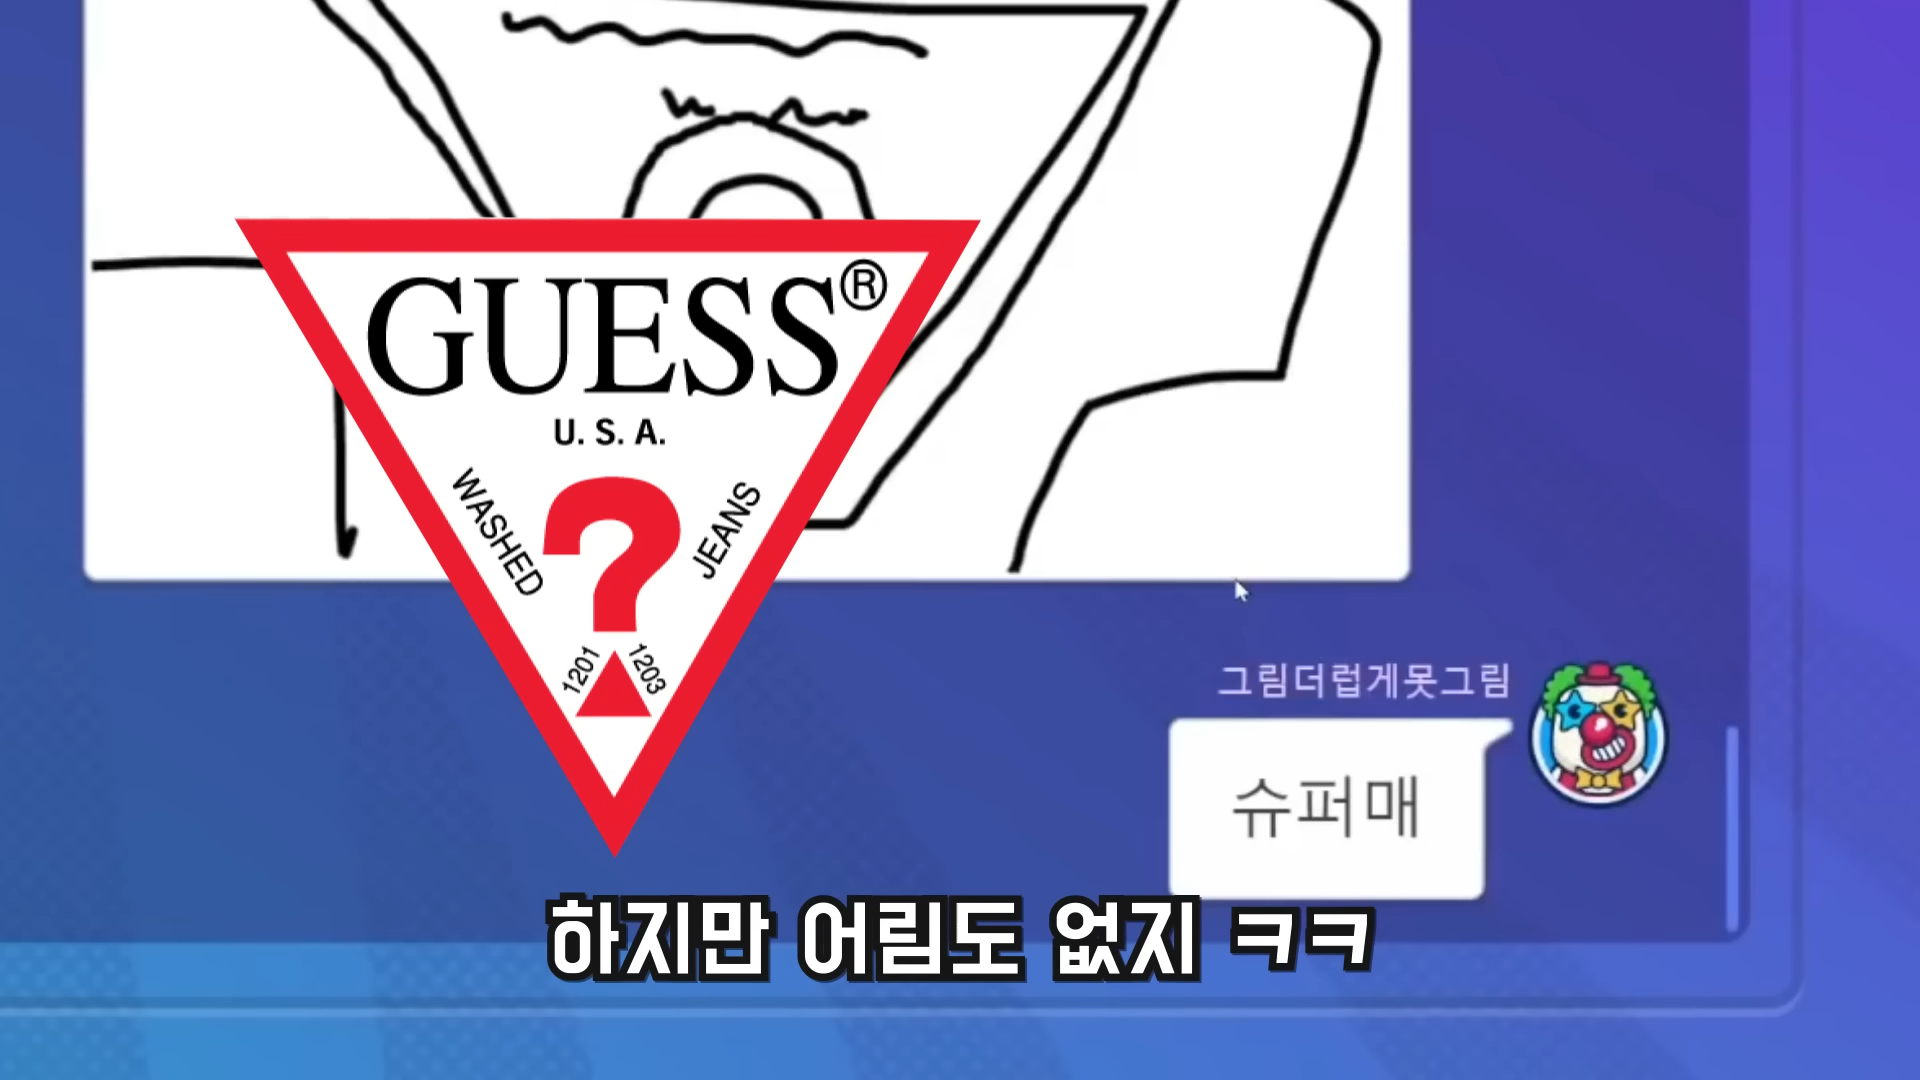 GUESS®
U. S. A.
WASHED
?
JEANS
1201
1203
그림더럽게못그림
슈퍼매
하지만 어림도 없지 ㅋㅋ